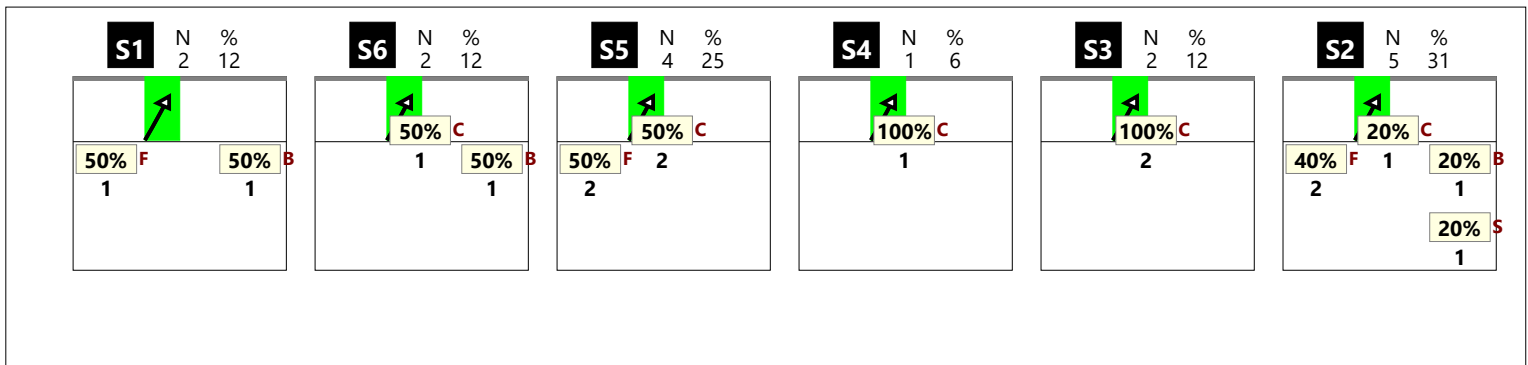 S1 N % S6 N % S5 N % S4 N % S3 N % S2 N %
2 12 2 12 4 25 1 6 2 12 5 31
50% C 50% C 100% C 100% C 20% C
50% F 50% B 1 50% B 50% F 2 1 2 40% F 1 20% B
1 1 1 2 2 1
20% S
1